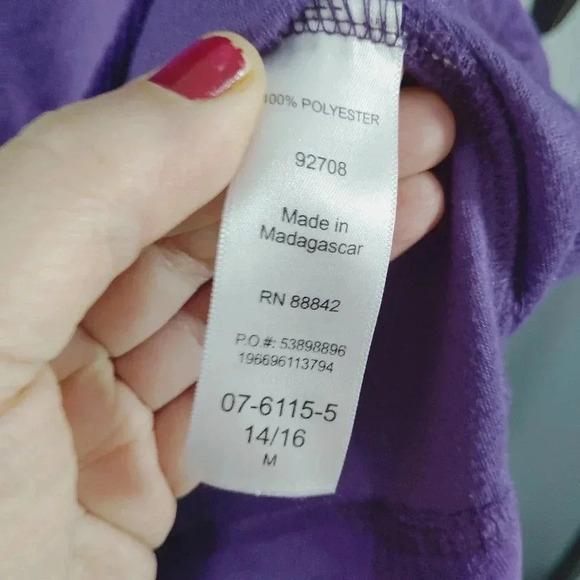 100% POLYESTER
92708
Made in
Madagascar
RN 88842
P.O.#: 53898896
196696113794
07-6115-5
14/16
M